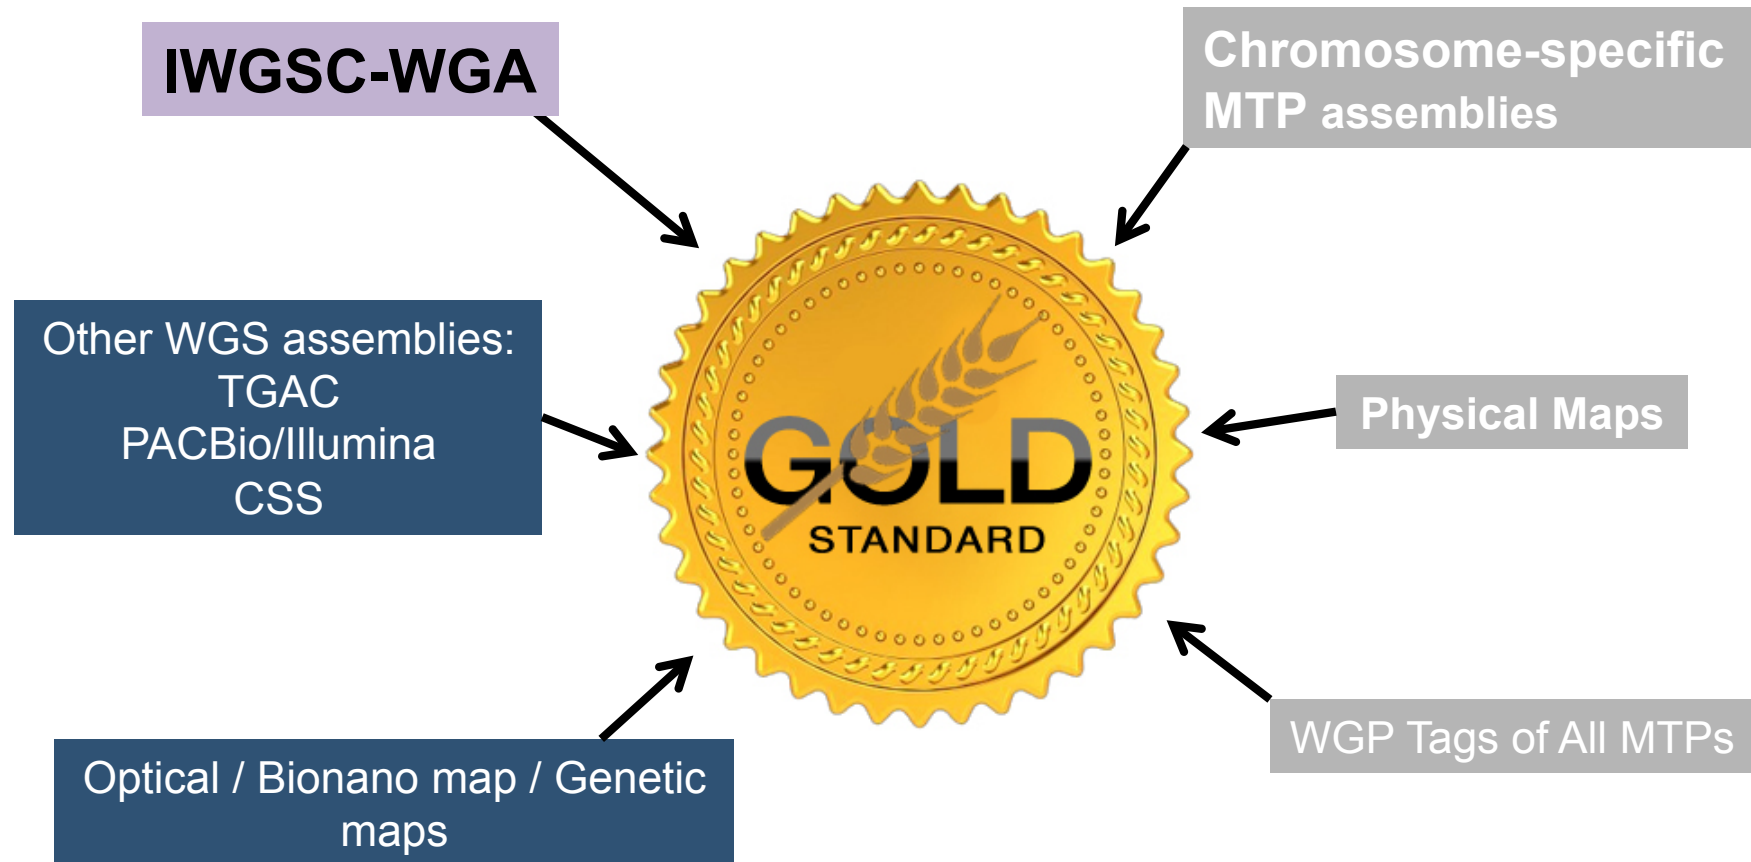 IWGSC-WGA
Chromosome-specific
MTP assemblies
Other WGS assemblies:
TGAC
PACBio/Illumina
CSS
GOLD
STANDARD
Physical Maps
WGP Tags of All MTPs
Optical / Bionano map / Genetic
maps